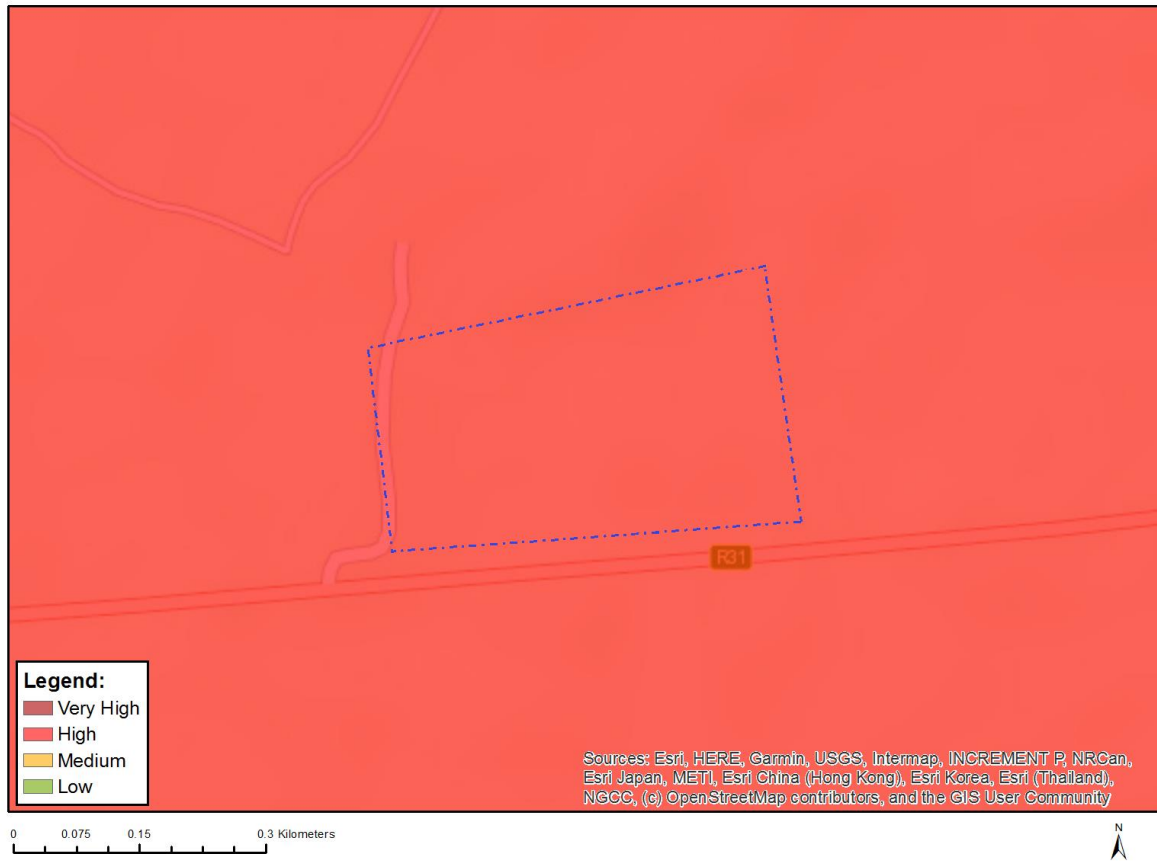 R31
Legend:
Very High
High
Medium
Low
Sources: Esri, HERE, Garmin, USGS, Intermap, INCREMENT P, NRCan,
Esri Japan, METI, Esri China (Hong Kong), Esri Korea, Esri (Thailand),
NGCC, (c) OpenStreetMap contributors, and the GIS User Community
0 0.075 0.15 0.3 Kilometers
N